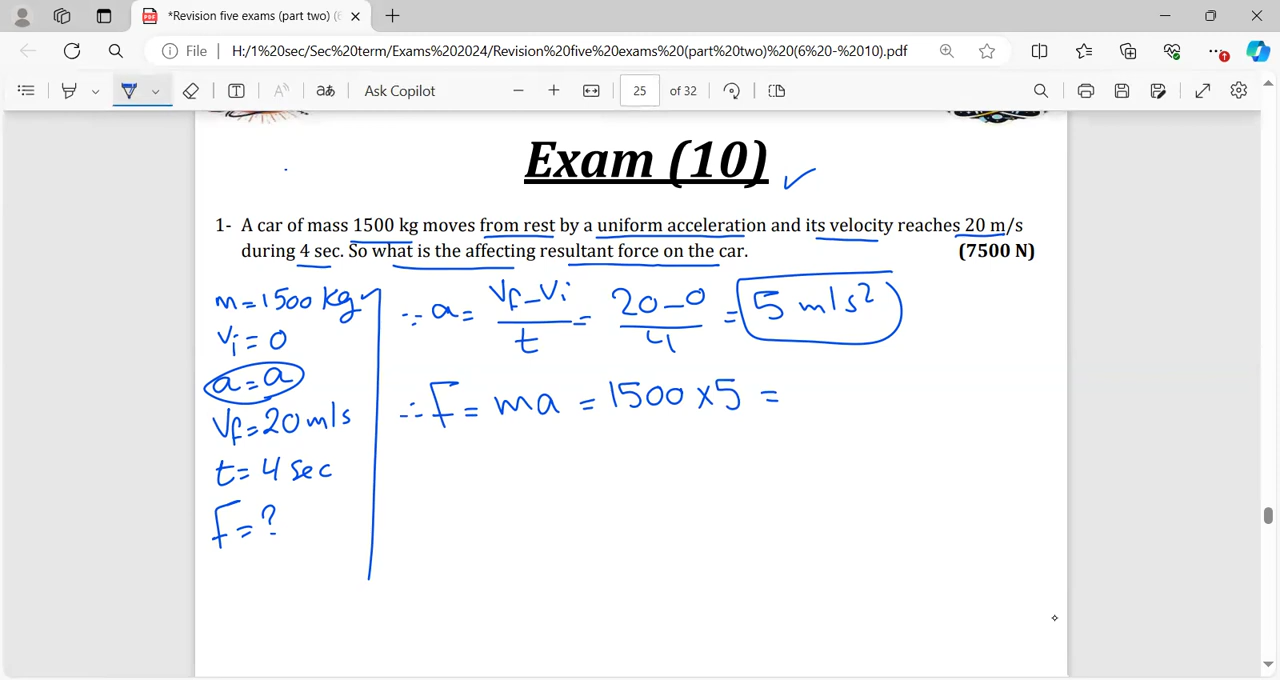 *Revision five exams (part two) (
File
H:/1%20sec/Sec%20term/Exams%202024/Revision%20five%20exams%20(part%20two)%20(6%20-%2010).pdf
Ask Copilot
25 of 32
Exam (10)
1- A car of mass 1500 kg moves from rest by a uniform acceleration and its velocity reaches 20 m/s
during 4 sec. So what is the affecting resultant force on the car. (7500 N)
m = 1500 kg
Vi = 0
a = a
Vf = 20 m/s
t = 4 sec
F = ?
∵ a = Vf - Vi / t = 20 - 0 / 4 = 5 m/s²
∴ F = ma = 1500 × 5 =